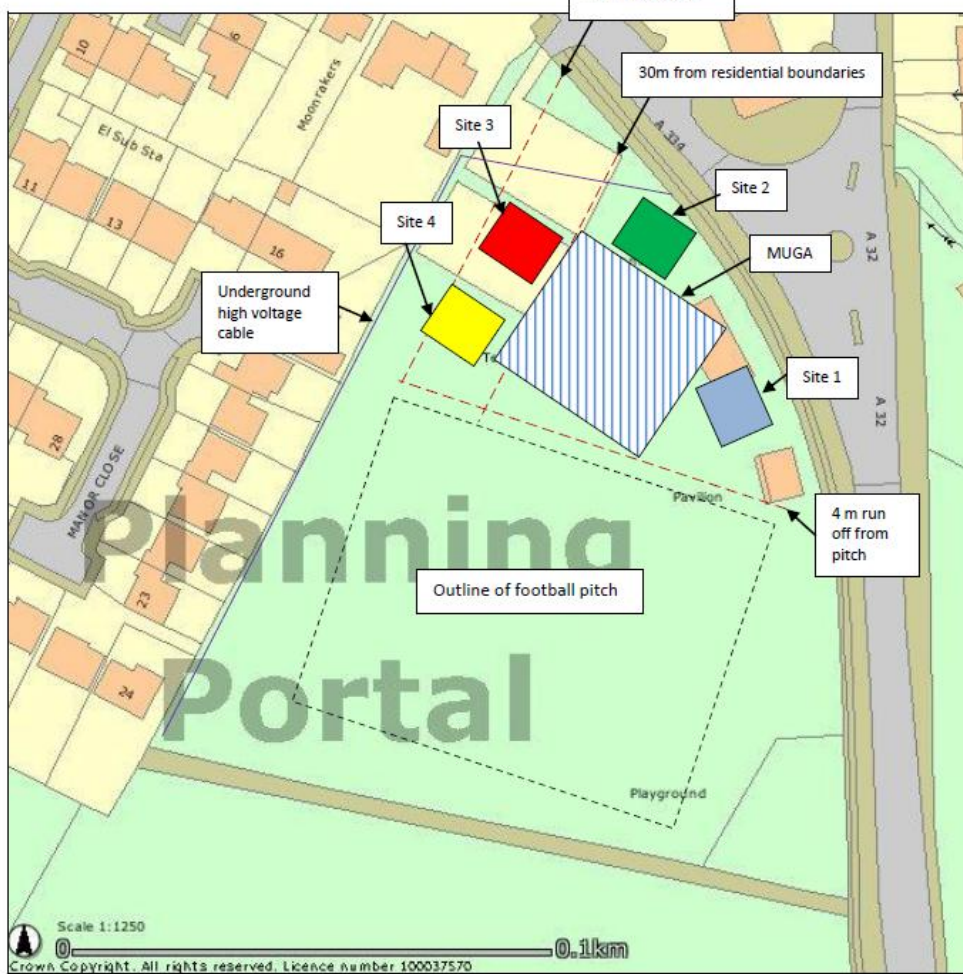 10
6
Moonrakers
30m from residential boundaries
A 334
El Sub Sta
Site 3
11
13
Site 2
Site 4
16
A 32
MUGA
Underground
high voltage
cable
Te
Site 1
A 32
28
MANOR CLOSE
Pavilion
4 m run
off from
pitch
Planning
Outline of football pitch
23
Portal
24
Playground
Scale 1:1250
0
0.1km
Crown Copyright. All rights reserved. Licence number 100037570